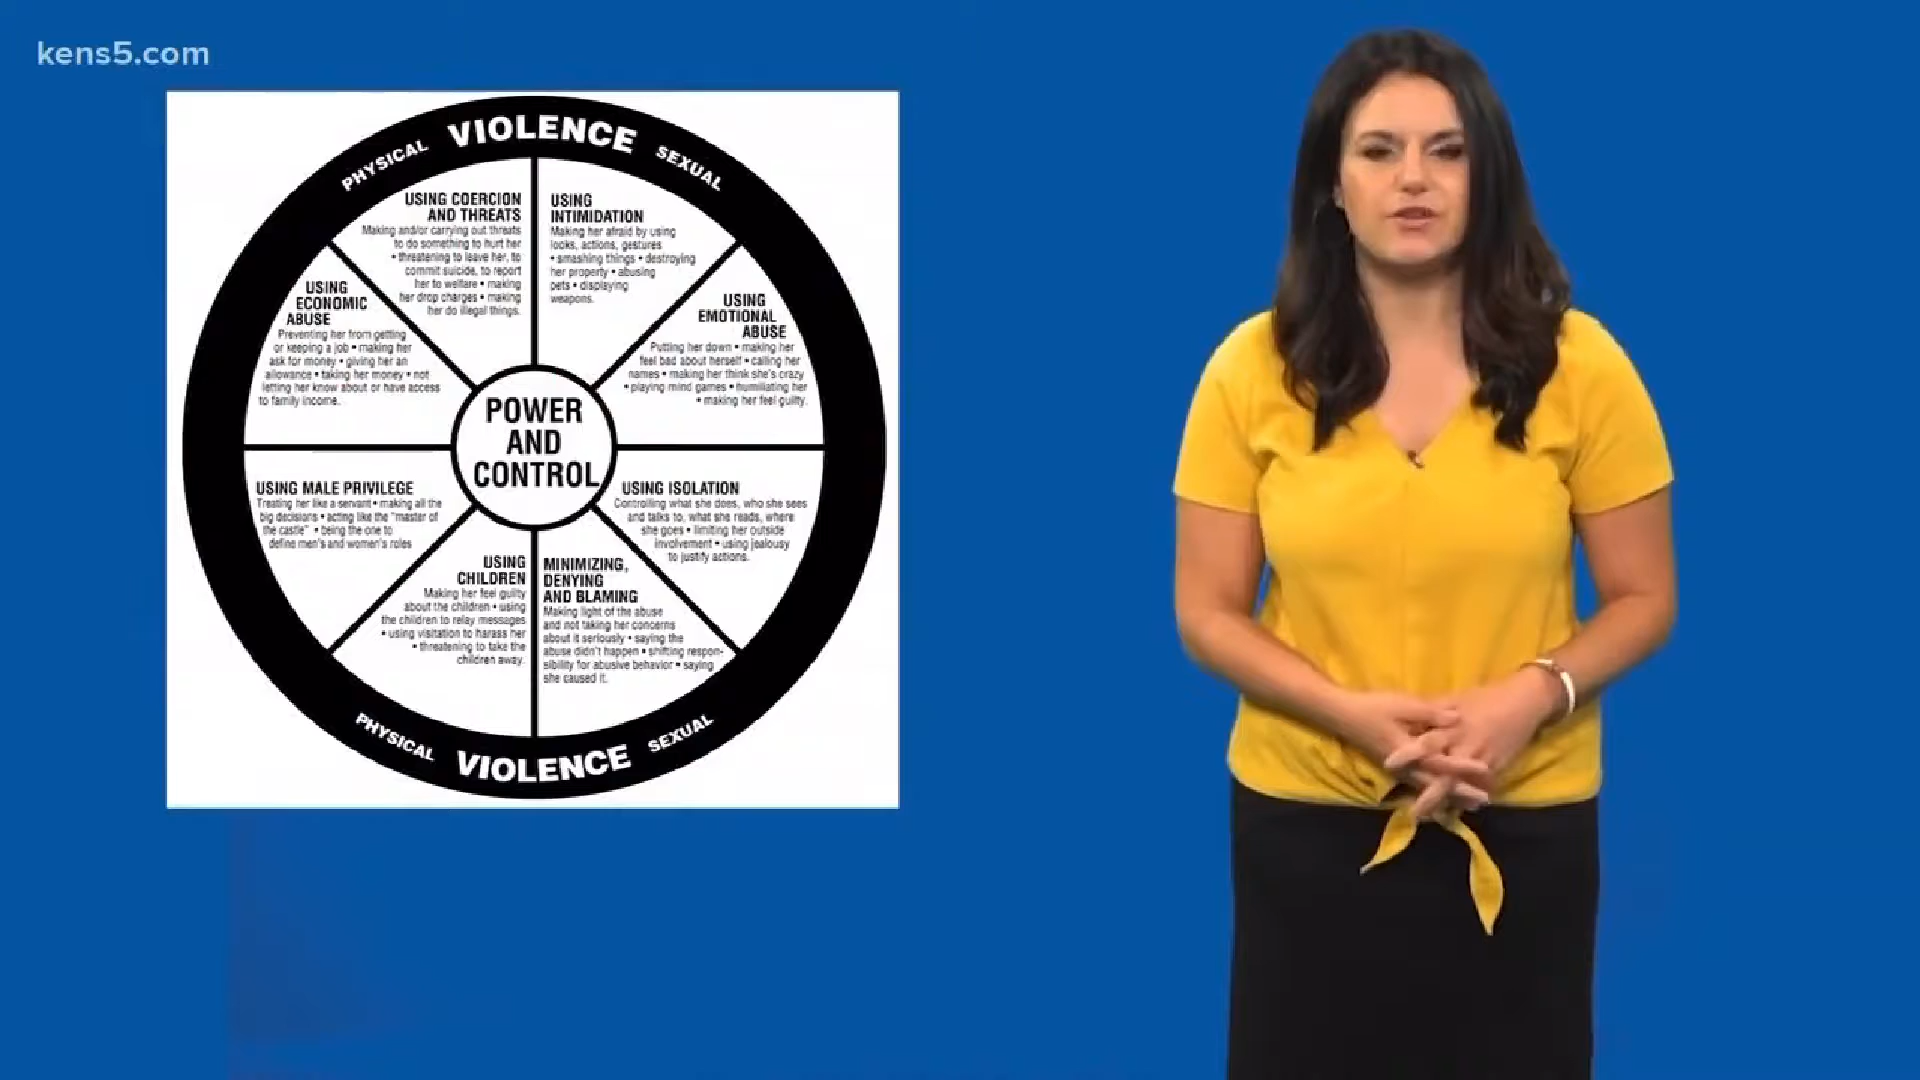 kens5.com
PHYSICAL VIOLENCE SEXUAL
USING COERCION
AND THREATS
Making and/or carrying out threats
to do something to hurt her
• threatening to leave her, to
commit suicide, to report
her to welfare • making
her drop charges • making
her do illegal things.
USING
INTIMIDATION
Making her afraid by using
looks, actions, gestures
• smashing things • destroying
her property • abusing
pets • displaying
weapons.
USING
ECONOMIC
ABUSE
Preventing her from getting
or keeping a job • making her
ask for money • giving her an
allowance • taking her money • not
letting her know about or have access
to family income.
USING
EMOTIONAL
ABUSE
Putting her down • making her
feel bad about herself • calling her
names • making her think she's crazy
• playing mind games • humiliating her
• making her feel guilty.
POWER
AND
CONTROL
USING MALE PRIVILEGE
Treating her like a servant • making all the
big decisions • acting like the "master of
the castle" • being the one to
define men's and women's roles
USING ISOLATION
Controlling what she does, who she sees
and talks to, what she reads, where
she goes • limiting her outside
involvement • using jealousy
to justify actions.
USING
CHILDREN
Making her feel guilty
about the children • using
the children to relay messages
• using visitation to harass her
• threatening to take the
children away.
MINIMIZING,
DENYING
AND BLAMING
Making light of the abuse
and not taking her concerns
about it seriously • saying the
abuse didn't happen • shifting respon-
sibility for abusive behavior • saying
she caused it.
PHYSICAL VIOLENCE SEXUAL